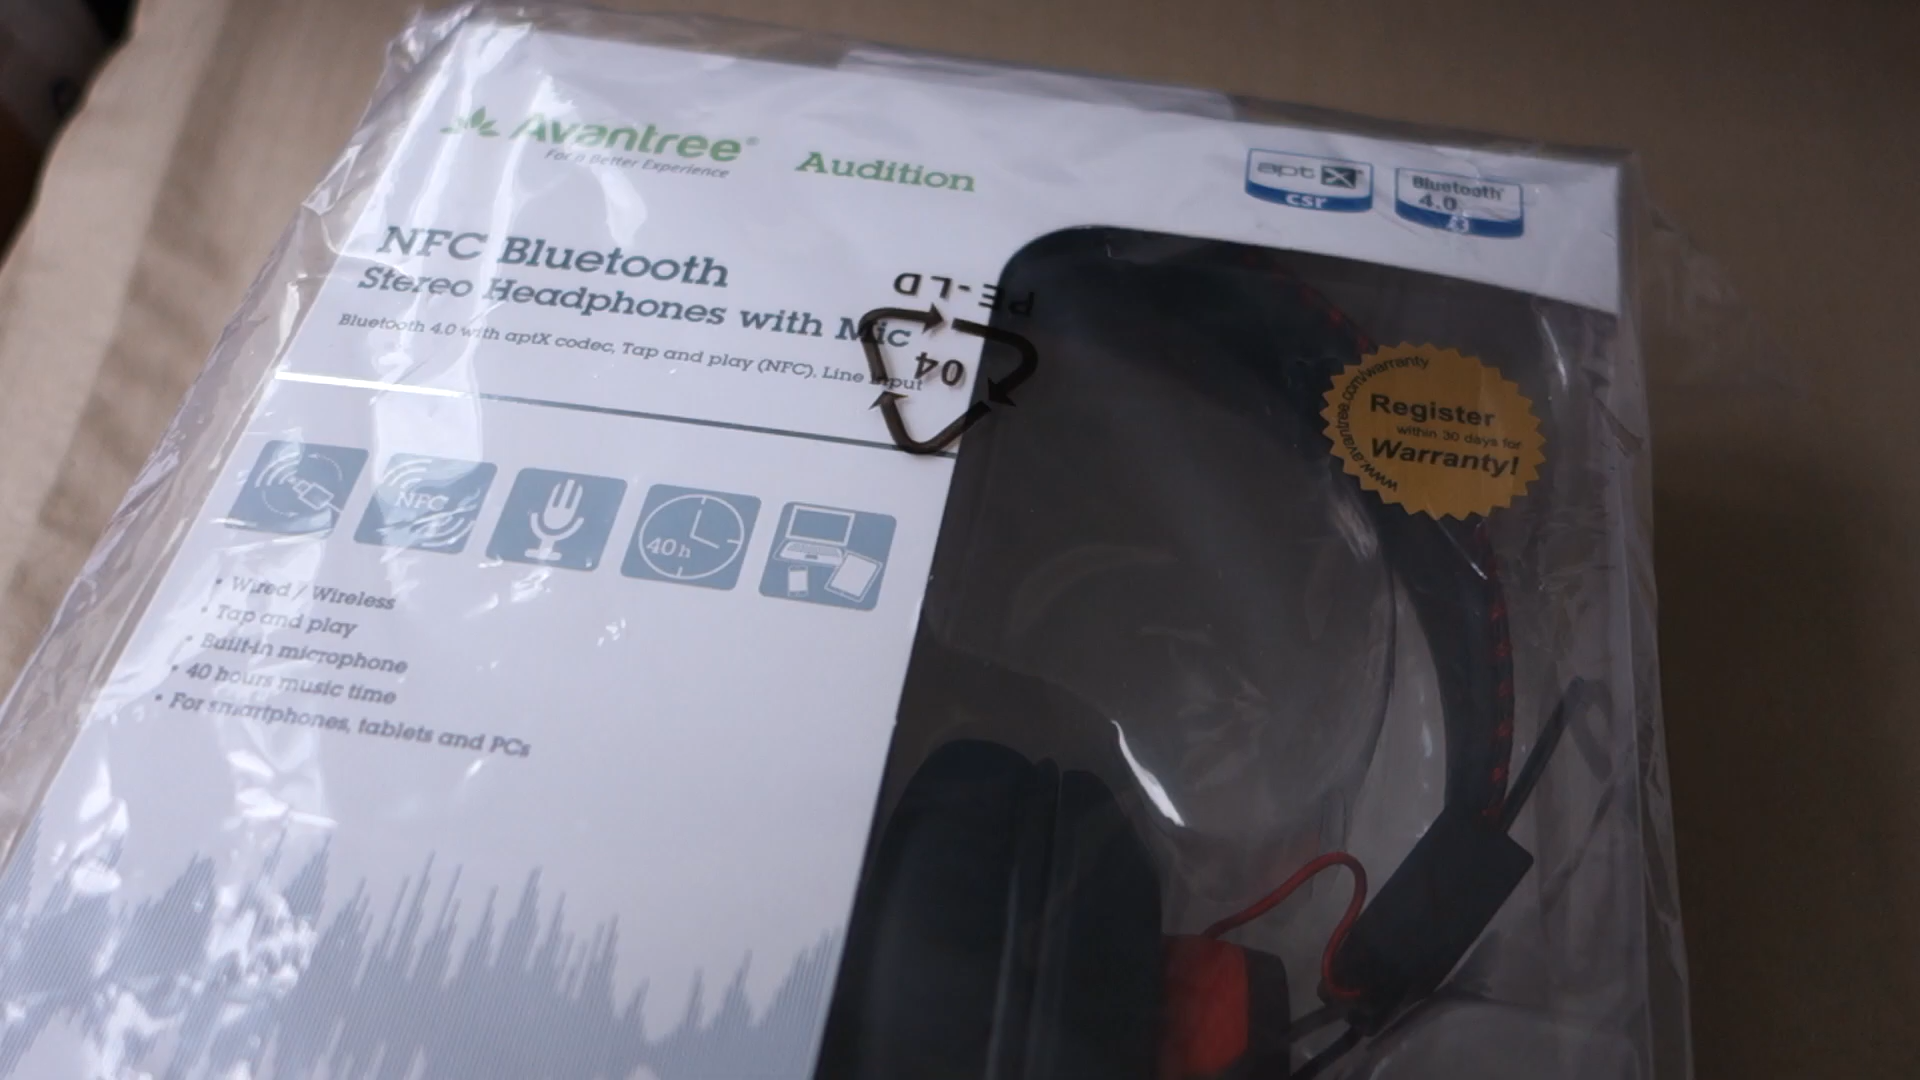 Avantree®
For a Better Experience
Audition
aptX
csr
Bluetooth®
4.0
NFC Bluetooth
Stereo Headphones with Mic
Bluetooth 4.0 with aptX codec, Tap and play (NFC), Line Input
PE-LD
04
www.avantree.com/warranty
Register
within 30 days for
Warranty!
NFC
40h
• Wired / Wireless
• Tap and play
• Built-in microphone
• 40 hours music time
• For smartphones, tablets and PCs